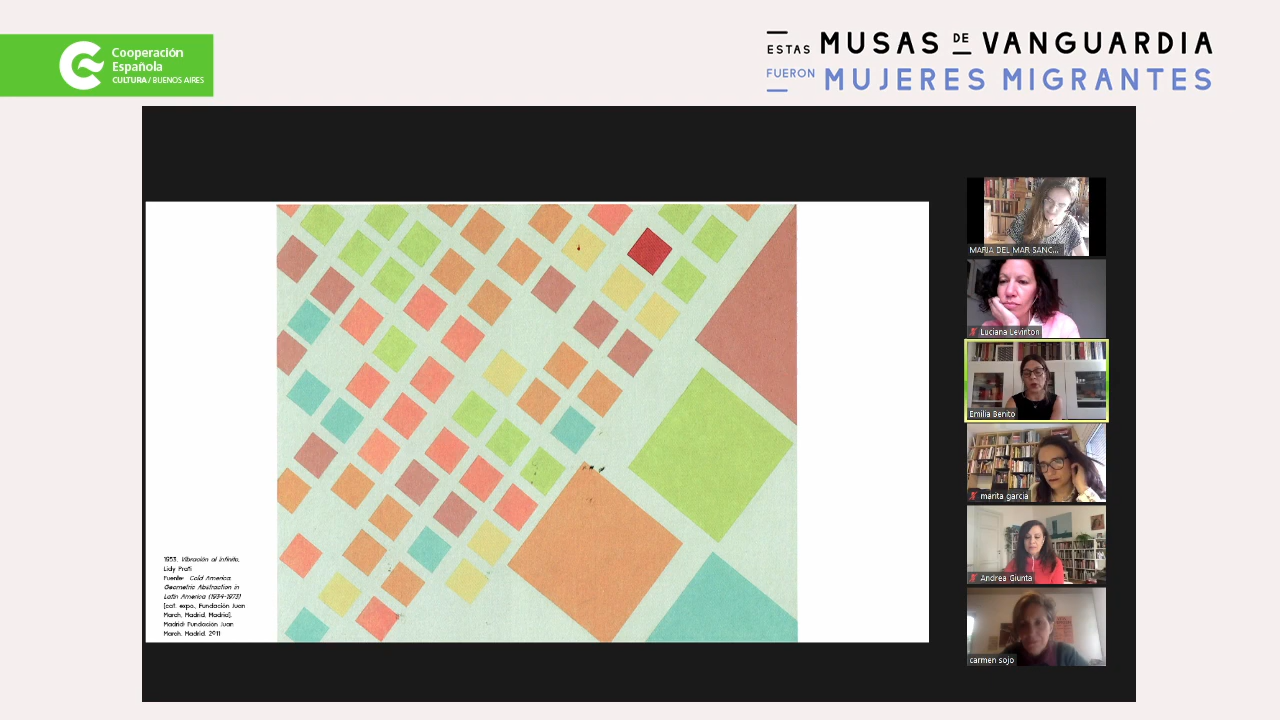 Cooperación
Española
CULTURA / BUENOS AIRES
ESTAS MUSAS DE VANGUARDIA
FUERON MUJERES MIGRANTES
MARIA DEL MAR SANC...
Luciana Levinton
Emilia Benito
marita garcia
Andrea Giunta
carmen sojo
1953. Vibración al infinito.
Lidy Prati
Fuente: Cold America.
Geometric Abstraction in
Latin America (1934-1973)
[cat. expo., Fundación Juan
March, Madrid, Madrid].
Madrid: Fundación Juan
March, Madrid, 2011